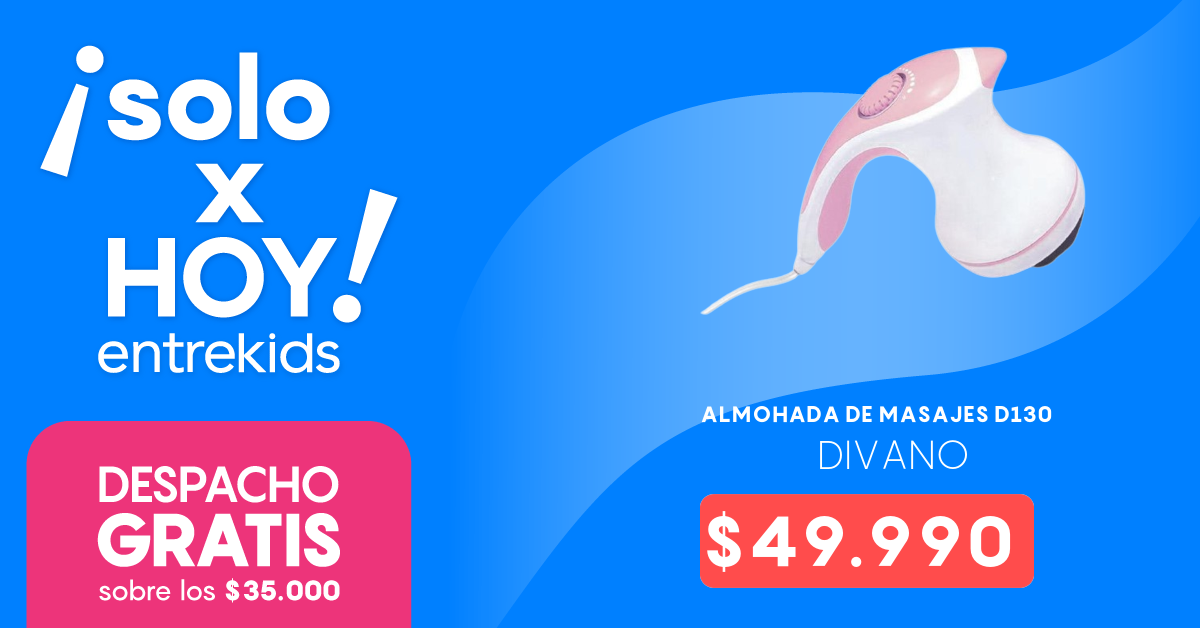 ¡solo
x
HOY!
entrekids
DESPACHO
GRATIS
sobre los $35.000
ALMOHADA DE MASAJES D130
DIVANO
$49.990